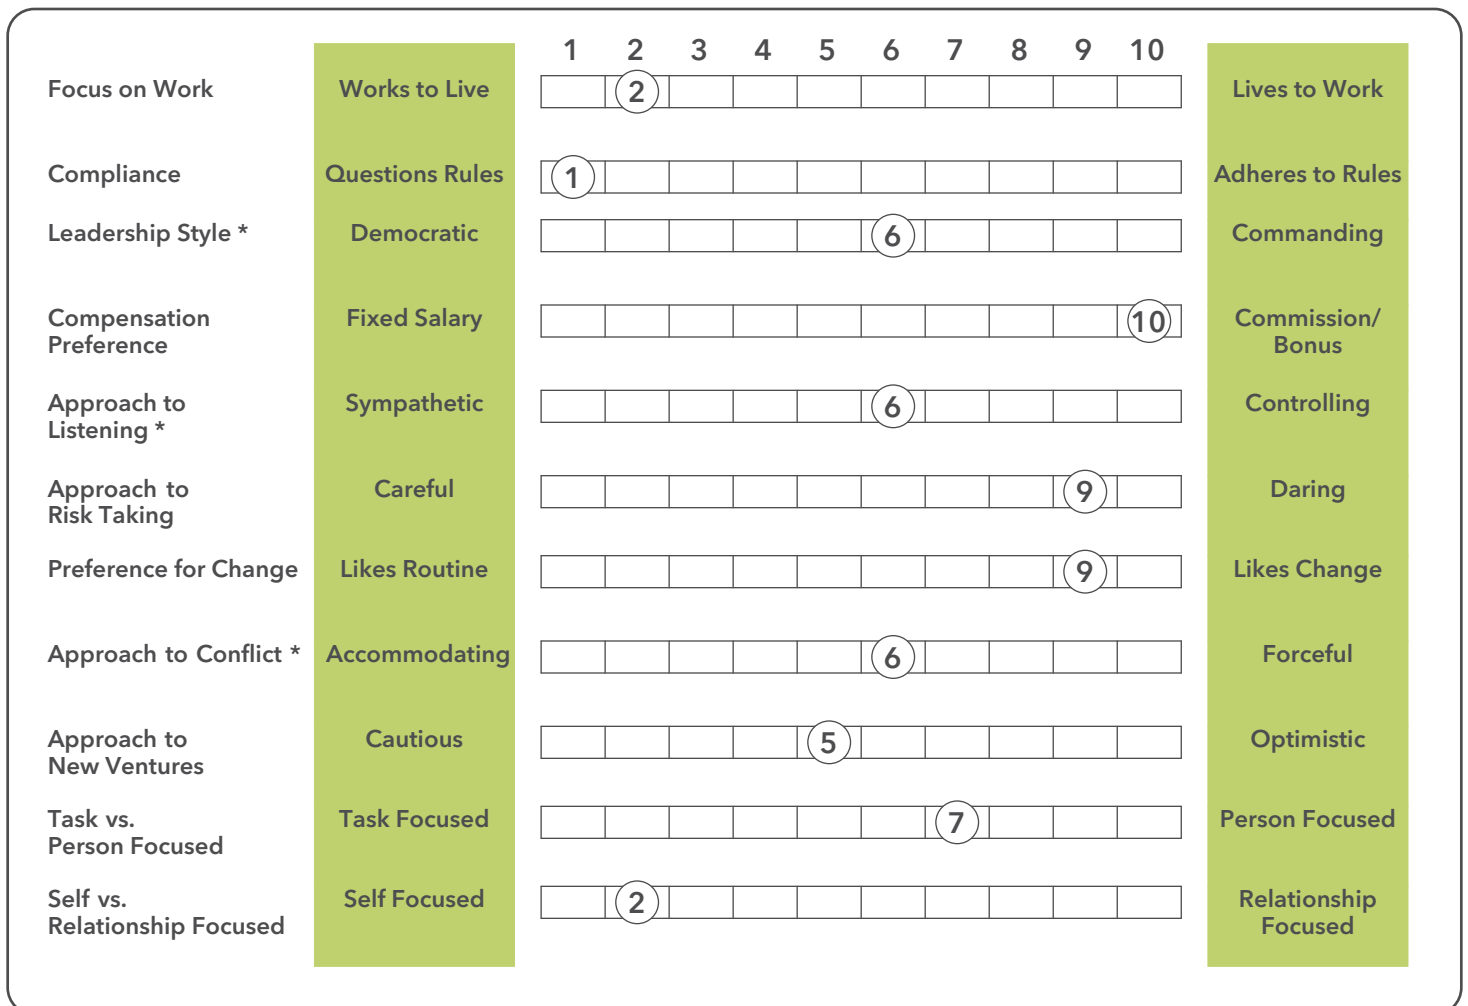 1 2 3 4 5 6 7 8 9 10
Focus on Work Works to Live 2 Lives to Work
Compliance Questions Rules 1 Adheres to Rules
Leadership Style * Democratic 6 Commanding
Compensation Fixed Salary 10 Commission/
Preference Bonus
Approach to Sympathetic 6 Controlling
Listening *
Approach to Careful 9 Daring
Risk Taking
Preference for Change Likes Routine 9 Likes Change
Approach to Conflict * Accommodating 6 Forceful
Approach to Cautious 5 Optimistic
New Ventures
Task vs. Task Focused 7 Person Focused
Person Focused
Self vs. Self Focused 2 Relationship
Relationship Focused Focused